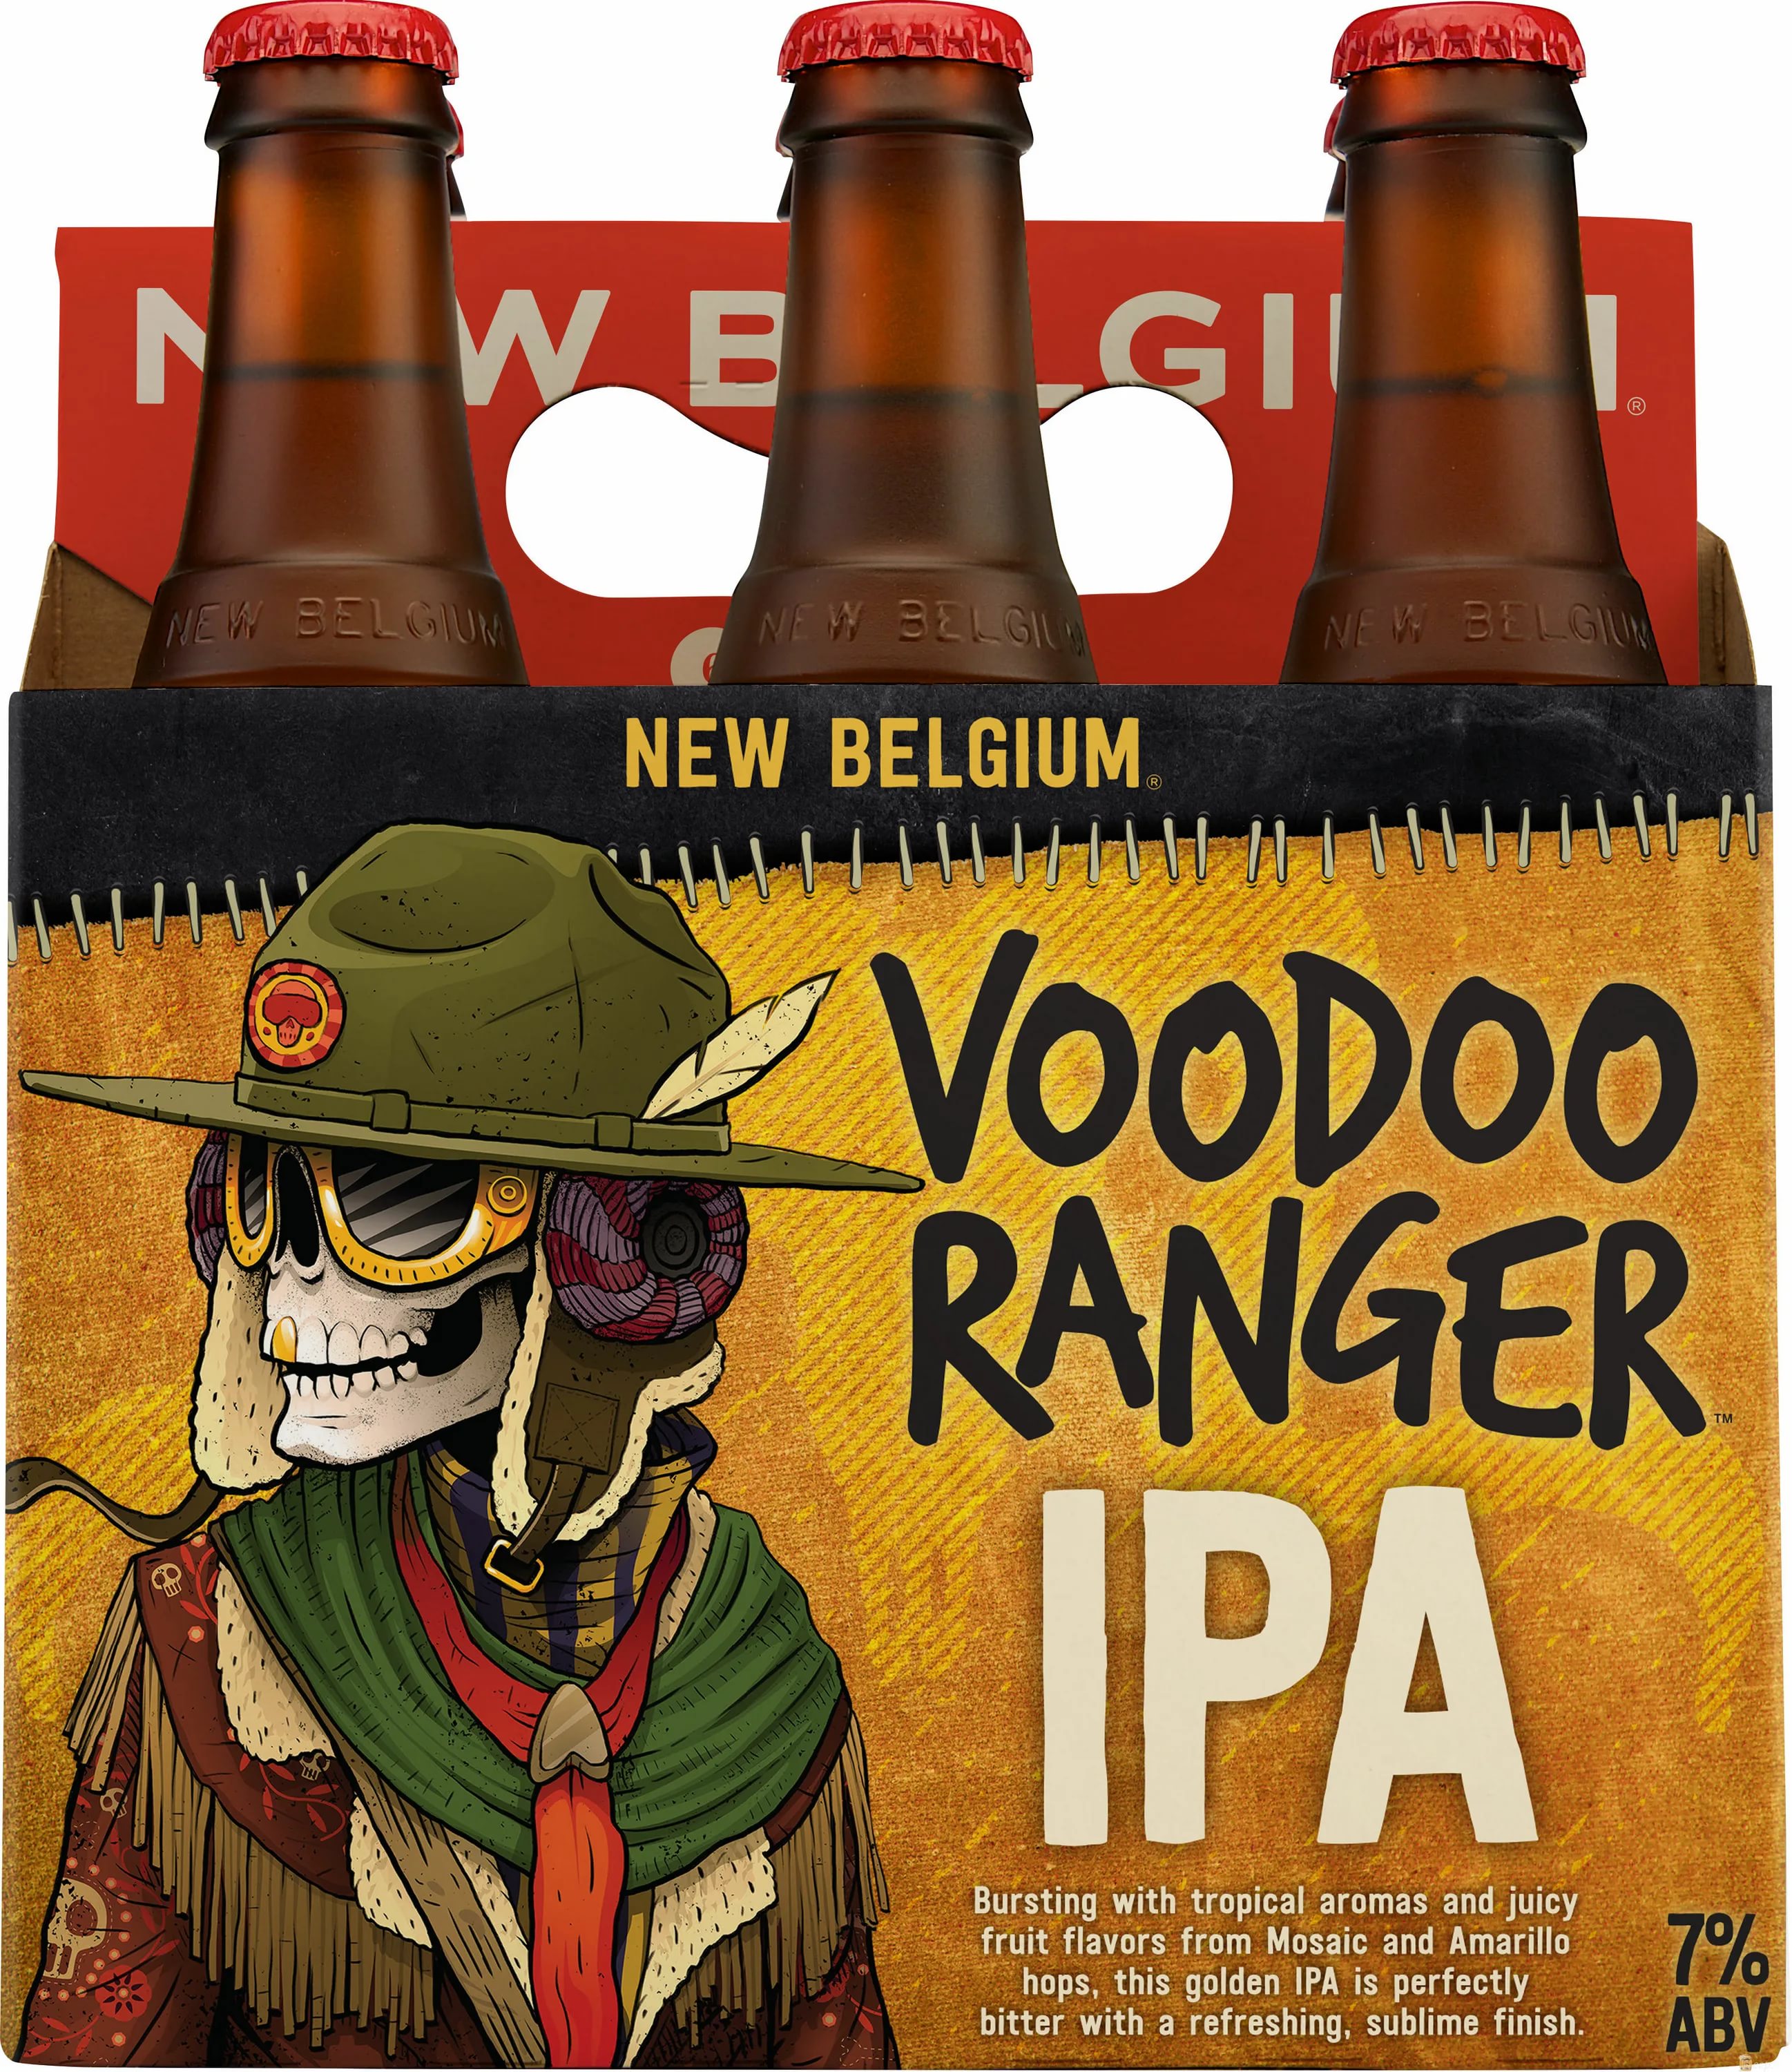 NEW BELGIUM®
NEW BELGIUM NEW BELGIUM NEW BELGIUM
NEW BELGIUM®
VOODOO
RANGER™
IPA
Bursting with tropical aromas and juicy
fruit flavors from Mosaic and Amarillo
hops, this golden IPA is perfectly
bitter with a refreshing, sublime finish.
7%
ABV